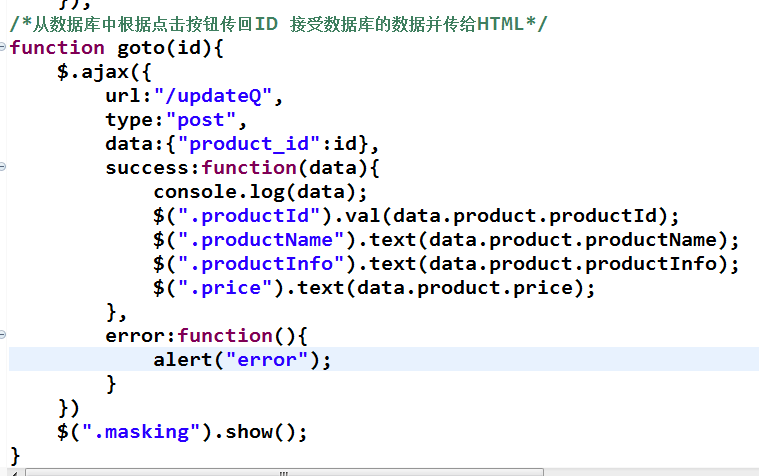 });
/*从数据库中根据点击按钮传回ID 接受数据库的数据并传给HTML*/
function goto(id){
    $.ajax({
        url:"/updateQ",
        type:"post",
        data:{"product_id":id},
        success:function(data){
            console.log(data);
            $(".productId").val(data.product.productId);
            $(".productName").text(data.product.productName);
            $(".productInfo").text(data.product.productInfo);
            $(".price").text(data.product.price);
        },
        error:function(){
            alert("error");
        }
    })
    $(".masking").show();
}